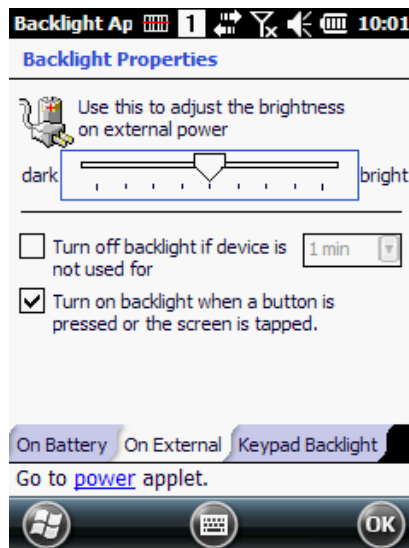 Backlight Ap 1 10:01
Backlight Properties
Use this to adjust the brightness
on external power
dark bright
Turn off backlight if device is 1 min
not used for
Turn on backlight when a button is
pressed or the screen is tapped.
On Battery On External Keypad Backlight
Go to power applet.
OK